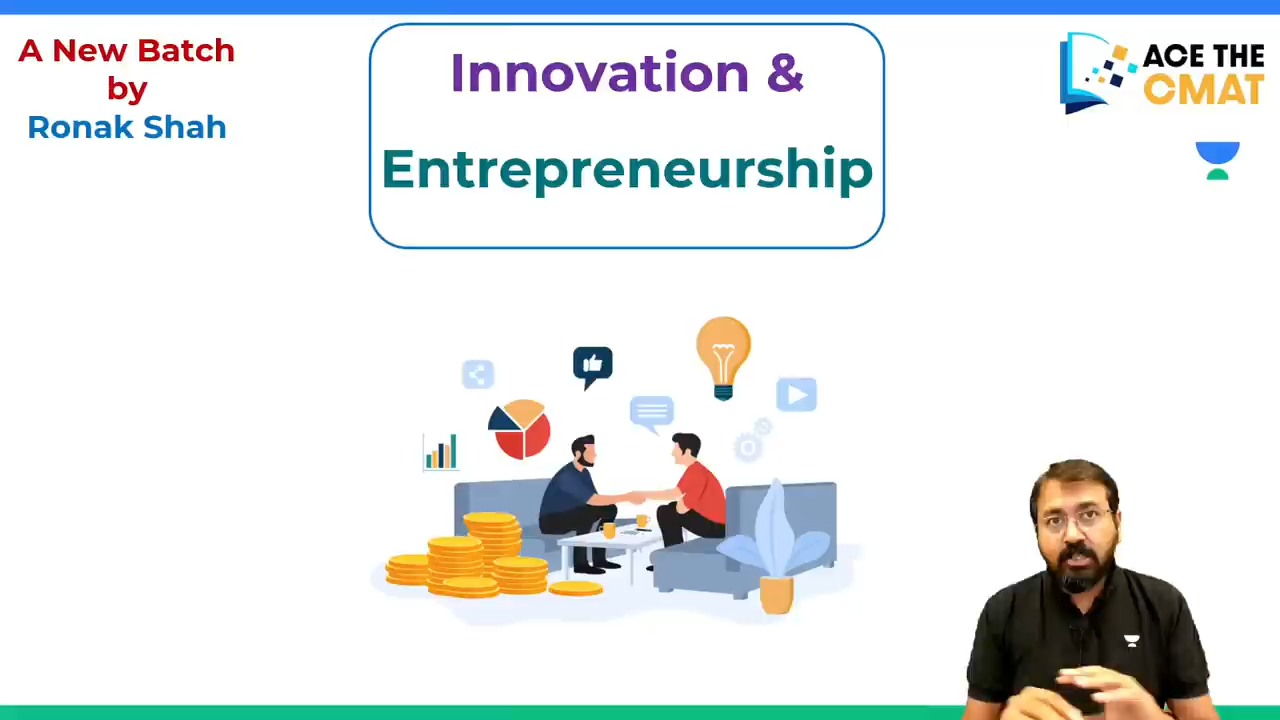 A New Batch
by
Ronak Shah
Innovation &
Entrepreneurship
ACE THE
CMAT